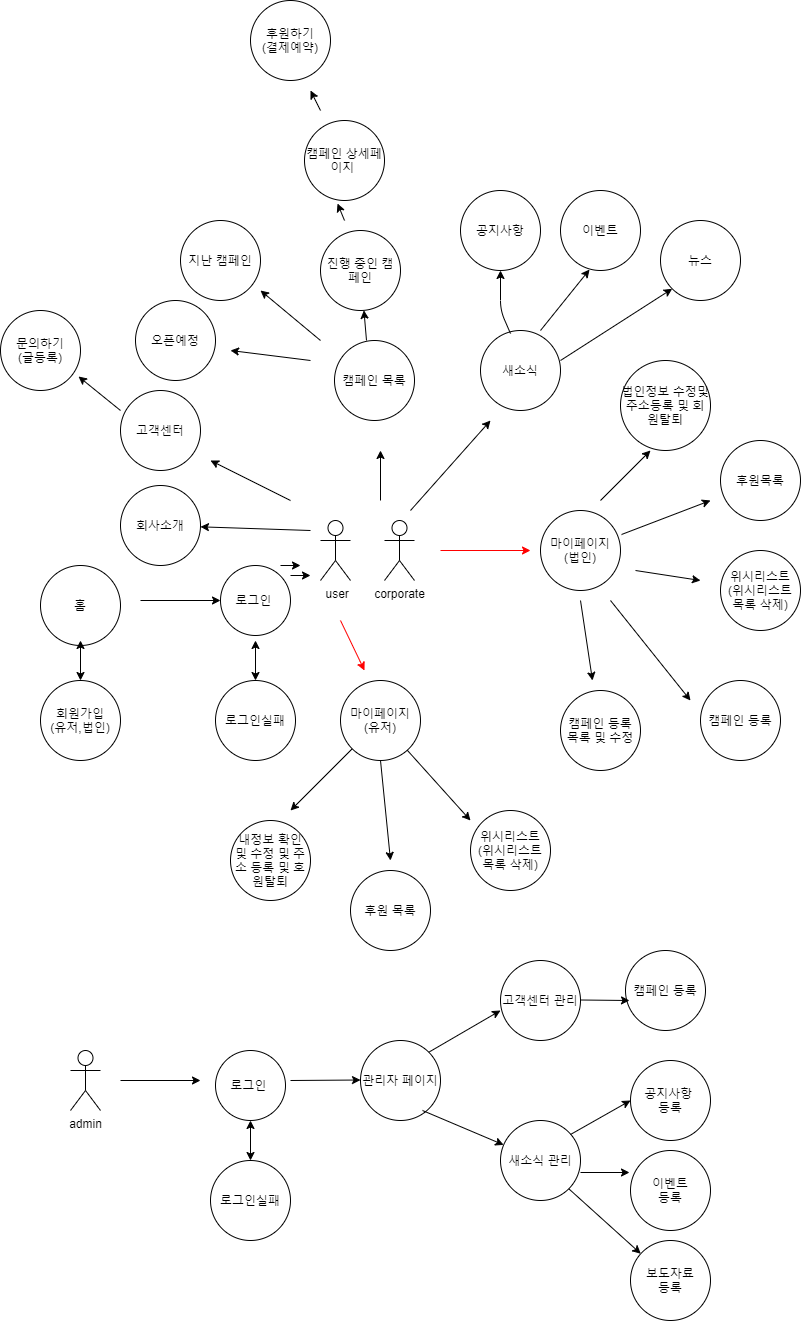 후원하기
(결제예약)
캠페인 상세페
이지
공지사항
이벤트
지난 캠페인
진행 중인 캠
페인
뉴스
문의하기
(글등록)
오픈예정
캠페인 목록
새소식
법인정보 수정및
주소등록 및 회
원탈퇴
고객센터
후원목록
회사소개
마이페이지
(법인)
user
corporate
위시리스트
(위시리스트
목록 삭제)
홈
로그인
회원가입
(유저,법인)
로그인실패
마이페이지
(유저)
캠페인 등록
목록 및 수정
캠페인 등록
내정보 확인
및 수정 및 주
소 등록 및 호
원탈퇴
위시리스트
(위시리스트
목록 삭제)
후원 목록
고객센터 관리
캠페인 등록
admin
로그인
관리자 페이지
공지사항
등록
로그인실패
새소식 관리
이벤트
등록
보도자료
등록